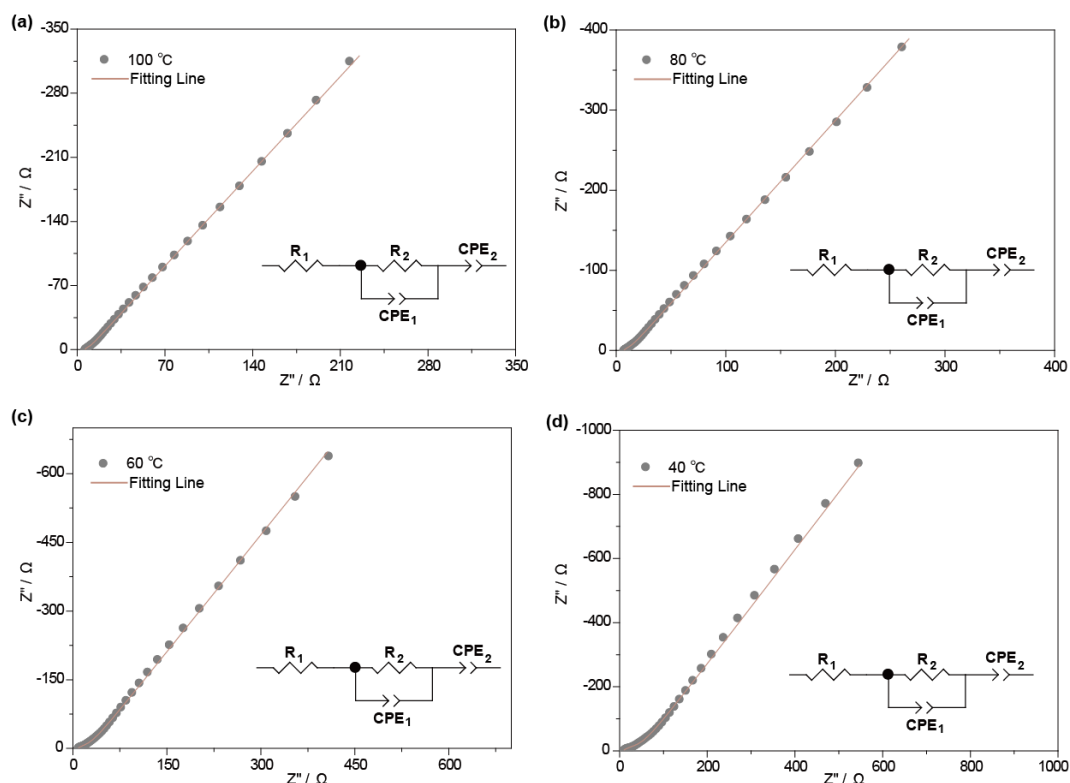 (a)
-350
-280
-210
-140
-70
0
Z'' / Ω
100 °C
Fitting Line
R1
R2
CPE1
CPE2
0 70 140 210 280 350
Z'' / Ω
(b)
-400
-300
-200
-100
0
Z'' / Ω
80 °C
Fitting Line
R1
R2
CPE1
CPE2
0 100 200 300 400
Z'' / Ω
(c)
-600
-450
-300
-150
0
Z'' / Ω
60 °C
Fitting Line
R1
R2
CPE1
CPE2
0 150 300 450 600
Z'' / Ω
(d)
-1000
-800
-600
-400
-200
0
Z'' / Ω
40 °C
Fitting Line
R1
R2
CPE1
CPE2
0 200 400 600 800 1000
Z'' / Ω